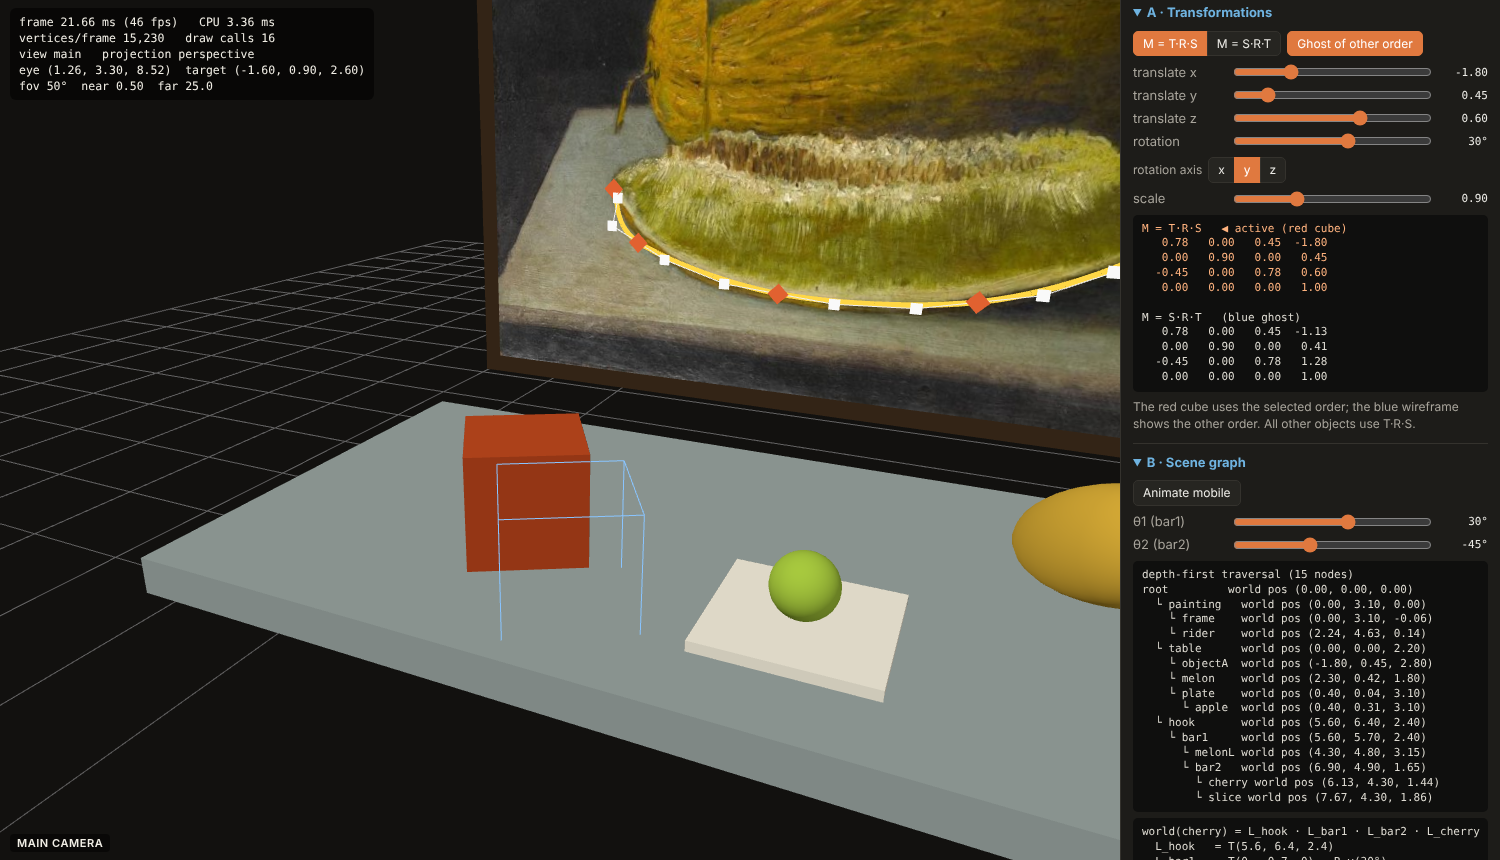 frame 21.66 ms (46 fps)   CPU 3.36 ms
vertices/frame 15,230   draw calls 16
view main   projection perspective
eye (1.26, 3.30, 8.52)  target (-1.60, 0.90, 2.60)
fov 50°  near 0.50  far 25.0
MAIN CAMERA
▼ A · Transformations
M = T·R·S   M = S·R·T   Ghost of other order
translate x   -1.80
translate y   0.45
translate z   0.60
rotation   30°
rotation axis   x   y   z
scale   0.90
M = T·R·S   ◀ active (red cube)
0.78   0.00   0.45  -1.80
0.00   0.90   0.00   0.45
-0.45   0.00   0.78   0.60
0.00   0.00   0.00   1.00
M = S·R·T   (blue ghost)
0.78   0.00   0.45  -1.13
0.00   0.90   0.00   0.41
-0.45   0.00   0.78   1.28
0.00   0.00   0.00   1.00
The red cube uses the selected order; the blue wireframe
shows the other order. All other objects use T·R·S.
▼ B · Scene graph
Animate mobile
θ1 (bar1)   30°
θ2 (bar2)   -45°
depth-first traversal (15 nodes)
root         world pos (0.00, 0.00, 0.00)
└ painting   world pos (0.00, 3.10, 0.00)
└ frame    world pos (0.00, 3.10, -0.06)
└ rider    world pos (2.24, 4.63, 0.14)
└ table      world pos (0.00, 0.00, 2.20)
└ objectA  world pos (-1.80, 0.45, 2.80)
└ melon    world pos (2.30, 0.42, 1.80)
└ plate    world pos (0.40, 0.04, 3.10)
└ apple  world pos (0.40, 0.31, 3.10)
└ hook       world pos (5.60, 6.40, 2.40)
└ bar1     world pos (5.60, 5.70, 2.40)
└ melonL world pos (4.30, 4.80, 3.15)
└ bar2   world pos (6.90, 4.90, 1.65)
└ cherry world pos (6.13, 4.30, 1.44)
└ slice world pos (7.67, 4.30, 1.86)
world(cherry) = L_hook · L_bar1 · L_bar2 · L_cherry
L_hook   = T(5.6, 6.4, 2.4)